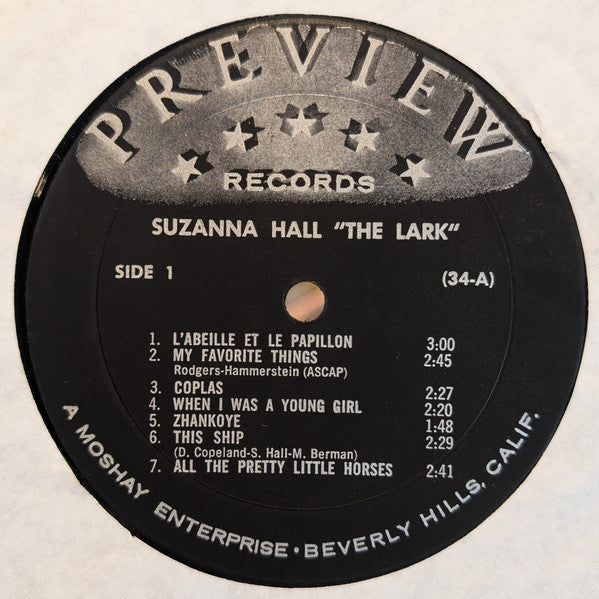 PREVIEW
RECORDS
SUZANNA HALL "THE LARK"
SIDE 1 (34-A)
1. L'ABEILLE ET LE PAPILLON 3:00
2. MY FAVORITE THINGS 2:45
Rodgers-Hammerstein (ASCAP)
3. COPLAS 2:27
4. WHEN I WAS A YOUNG GIRL 2:20
5. ZHANKOYE 1:48
6. THIS SHIP 2:29
(D. Copeland-S. Hall-M. Berman)
7. ALL THE PRETTY LITTLE HORSES 2:41
A MOSHAY ENTERPRISE • BEVERLY HILLS, CALIF.